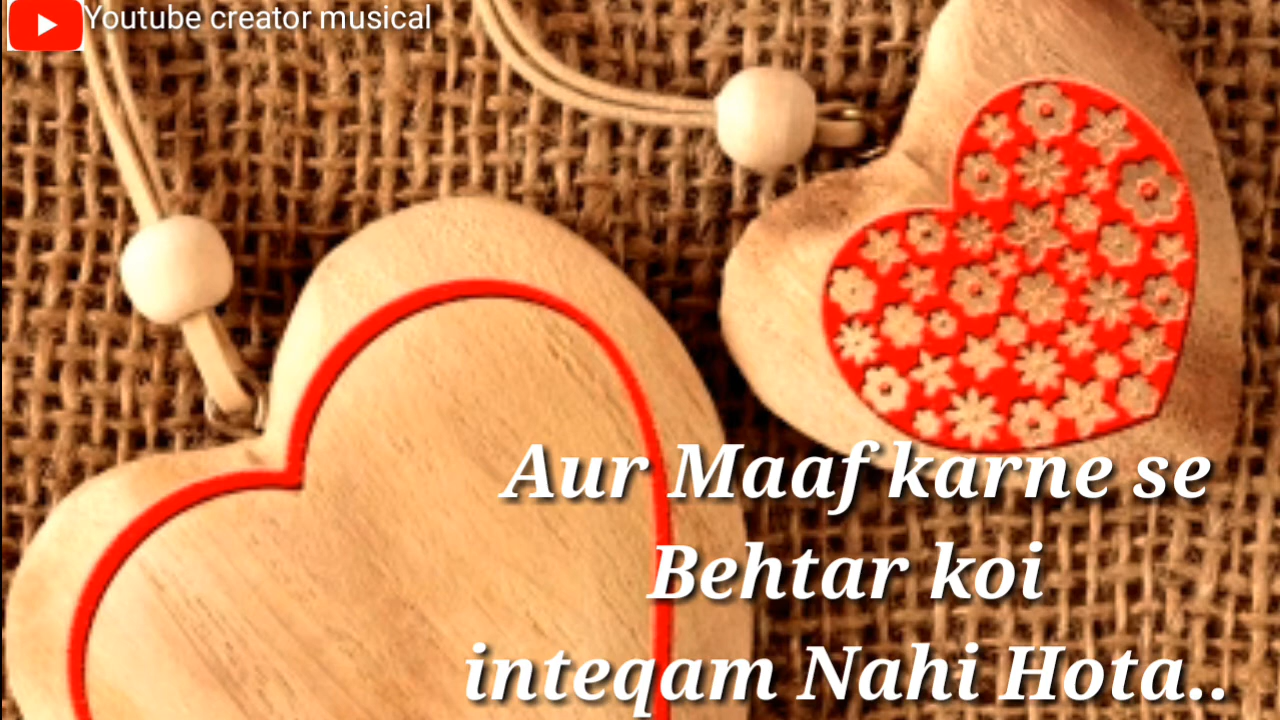 Youtube creator musical
Aur Maaf karne se
Behtar koi
inteqam Nahi Hota..